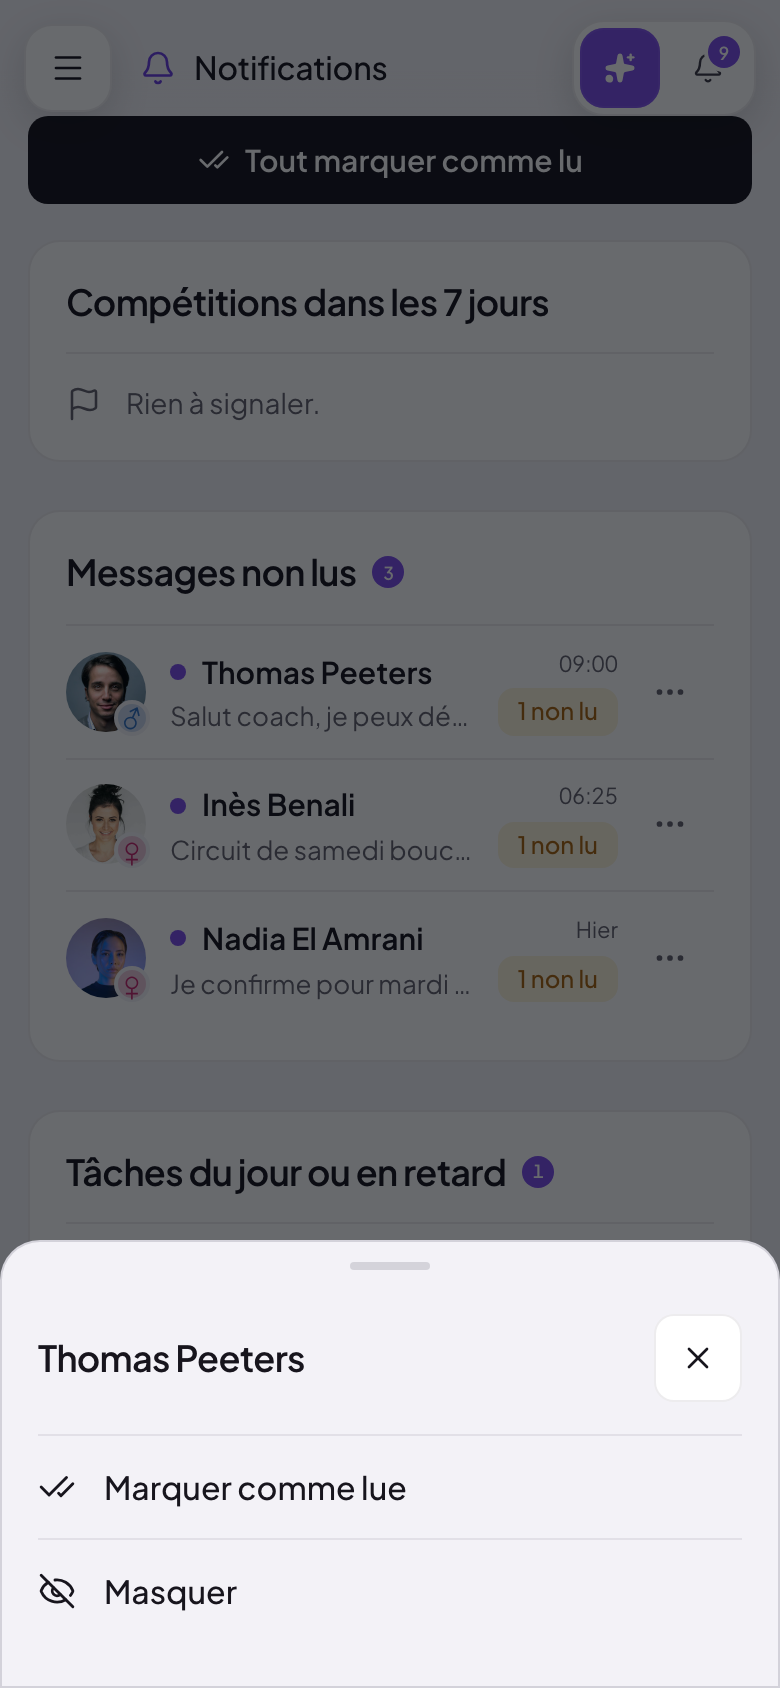 Notifications
9
Tout marquer comme lu
Compétitions dans les 7 jours
Rien à signaler.
Messages non lus 3
Thomas Peeters 09:00
Salut coach, je peux dé... 1 non lu
Inès Benali 06:25
Circuit de samedi bouc... 1 non lu
Nadia El Amrani Hier
Je confirme pour mardi ... 1 non lu
Tâches du jour ou en retard 1
Thomas Peeters
Marquer comme lue
Masquer